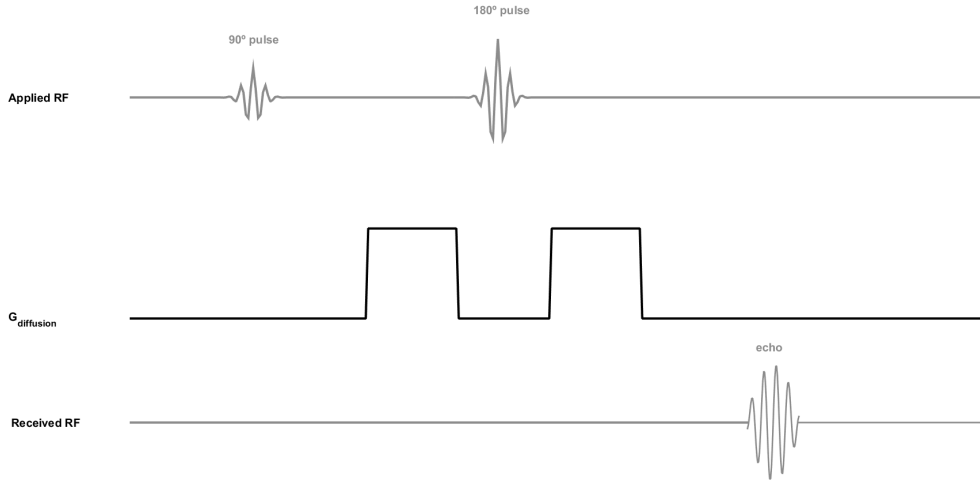 180º pulse
90º pulse
Applied RF
Gdiffusion
echo
Received RF